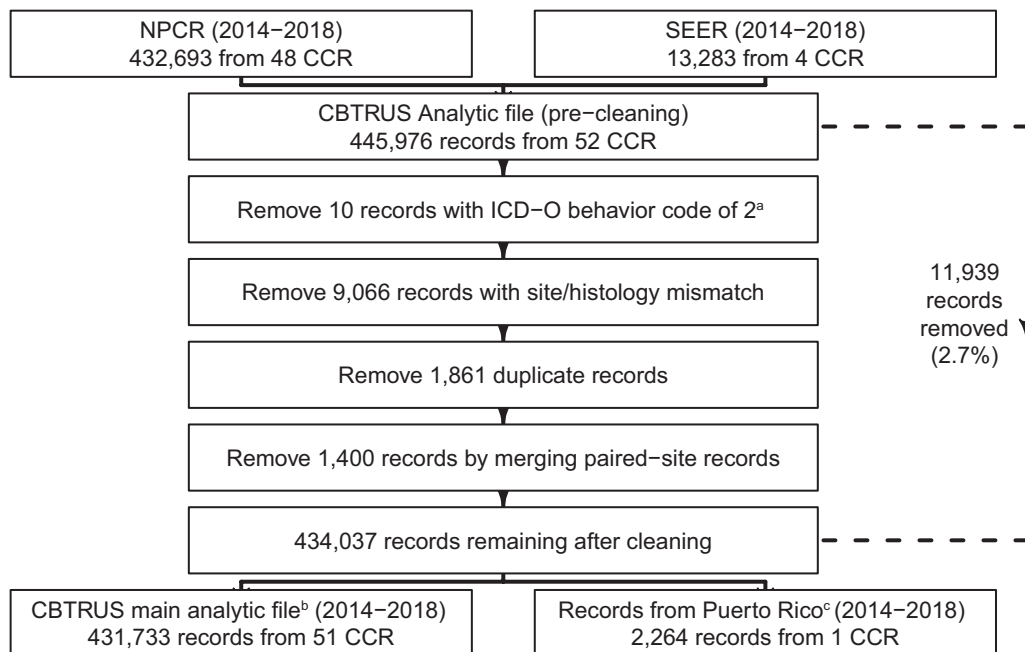 NPCR (2014−2018)
432,693 from 48 CCR
SEER (2014−2018)
13,283 from 4 CCR
CBTRUS Analytic file (pre−cleaning)
445,976 records from 52 CCR
Remove 10 records with ICD−O behavior code of 2ᵃ
Remove 9,066 records with site/histology mismatch
11,939
records
removed
(2.7%)
Remove 1,861 duplicate records
Remove 1,400 records by merging paired−site records
434,037 records remaining after cleaning
CBTRUS main analytic fileᵇ (2014−2018)
431,733 records from 51 CCR
Records from Puerto Ricoᶜ (2014−2018)
2,264 records from 1 CCR